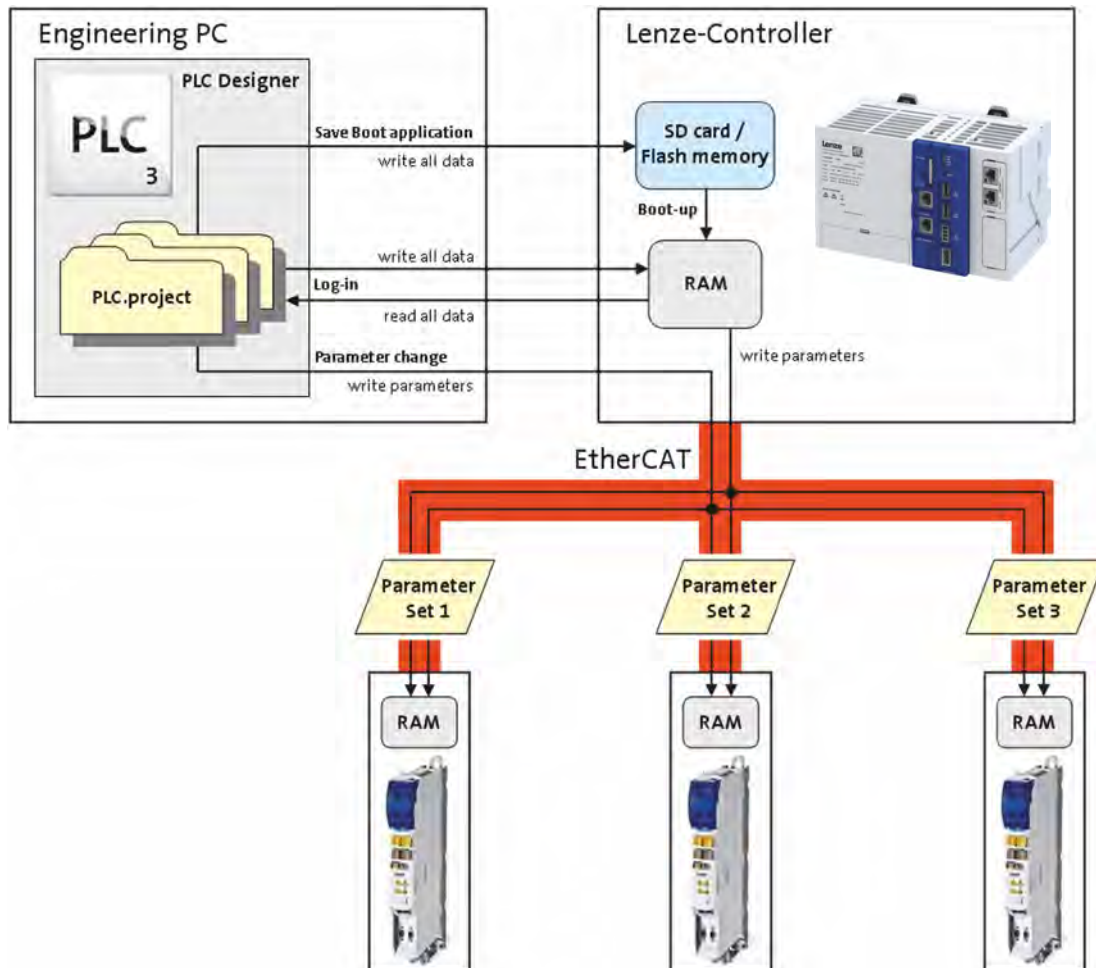 Engineering PC
PLC Designer
PLC
3
PLC.project
Save Boot application
write all data
write all data
Log-in
read all data
Parameter change
write parameters
Lenze-Controller
SD card /
Flash memory
Boot-up
RAM
Lenze
write parameters
EtherCAT
Parameter
Set 1
Parameter
Set 2
Parameter
Set 3
RAM
RAM
RAM